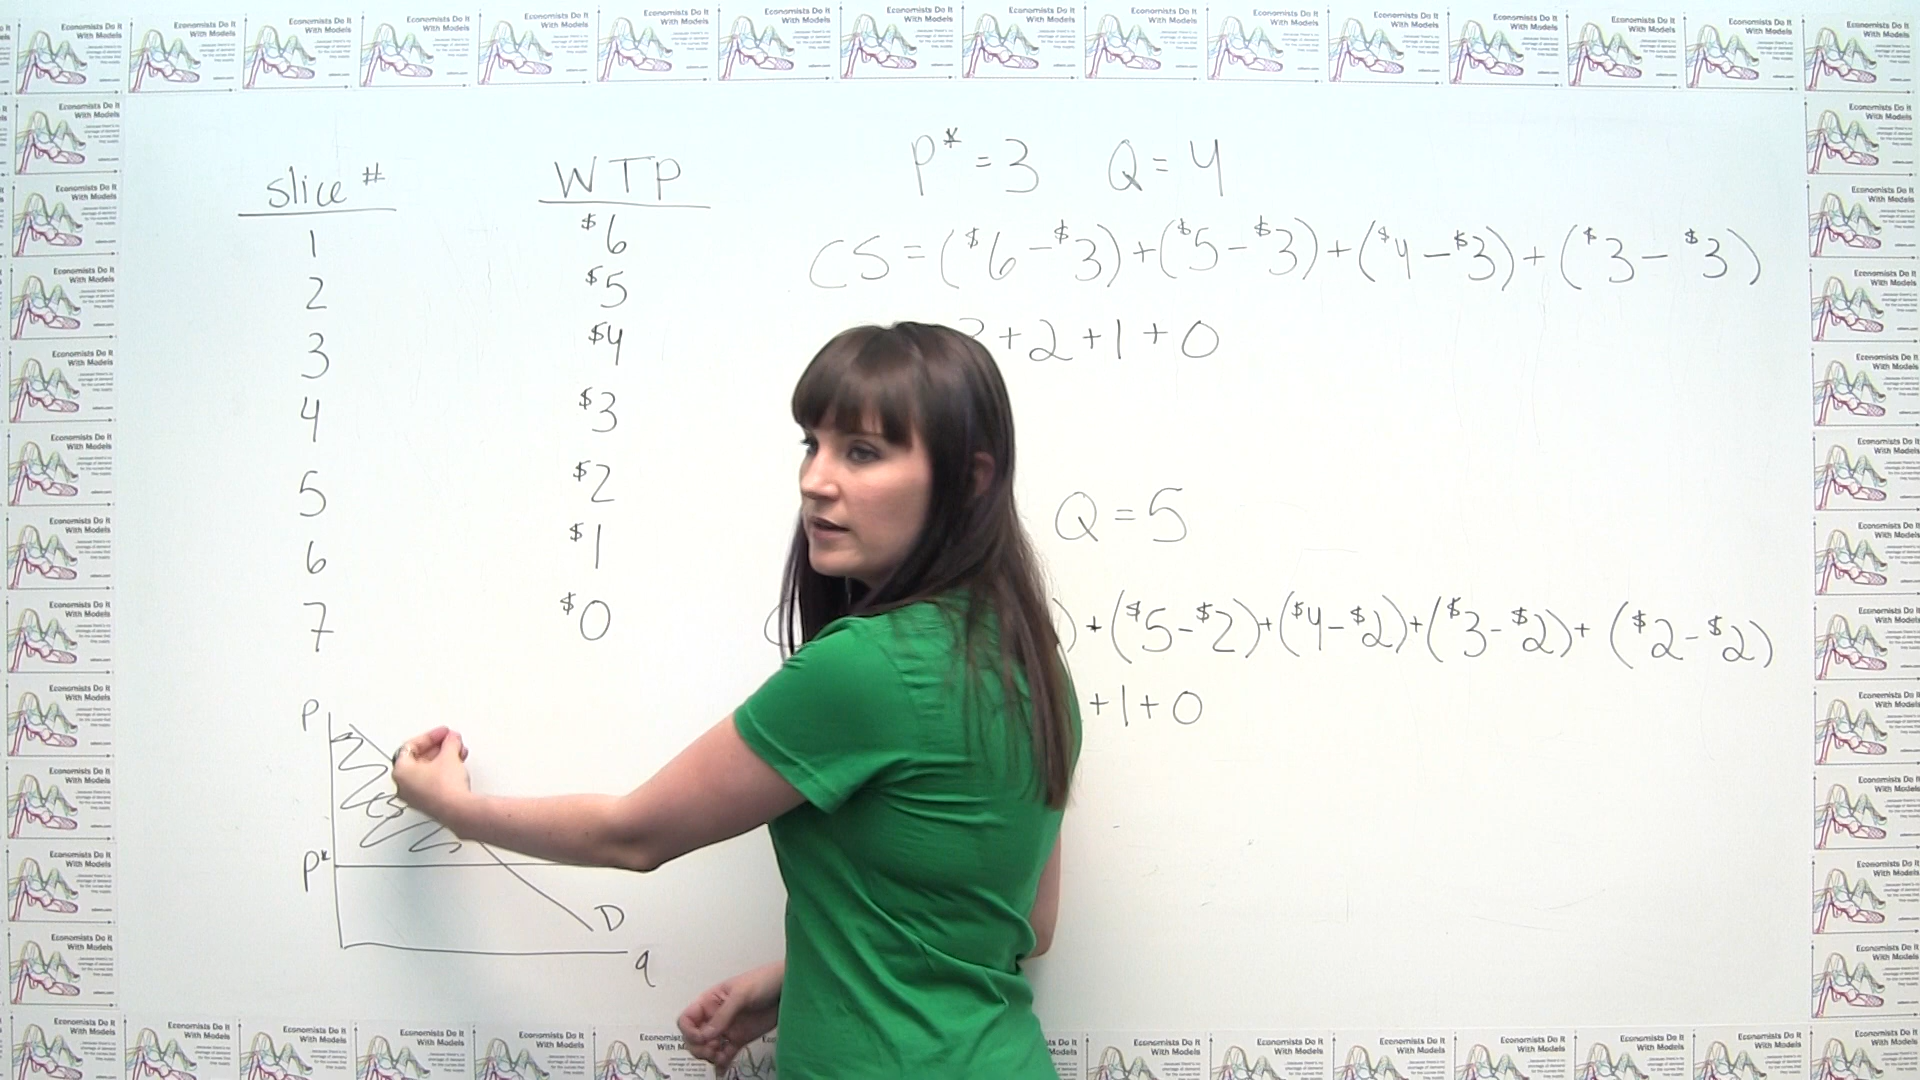 Economists Do It With Models
slice # WTP
1 $6
2 $5
3 $4
4 $3
5 $2
6 $1
7 $0
P* = 3 Q = 4
CS = ($6 - $3) + ($5 - $3) + ($4 - $3) + ($3 - $3)
+ 2 + 1 + 0
Q = 5
) + ($5 - $2) + ($4 - $2) + ($3 - $2) + ($2 - $2)
+ 1 + 0
P
CS
P*
D
q